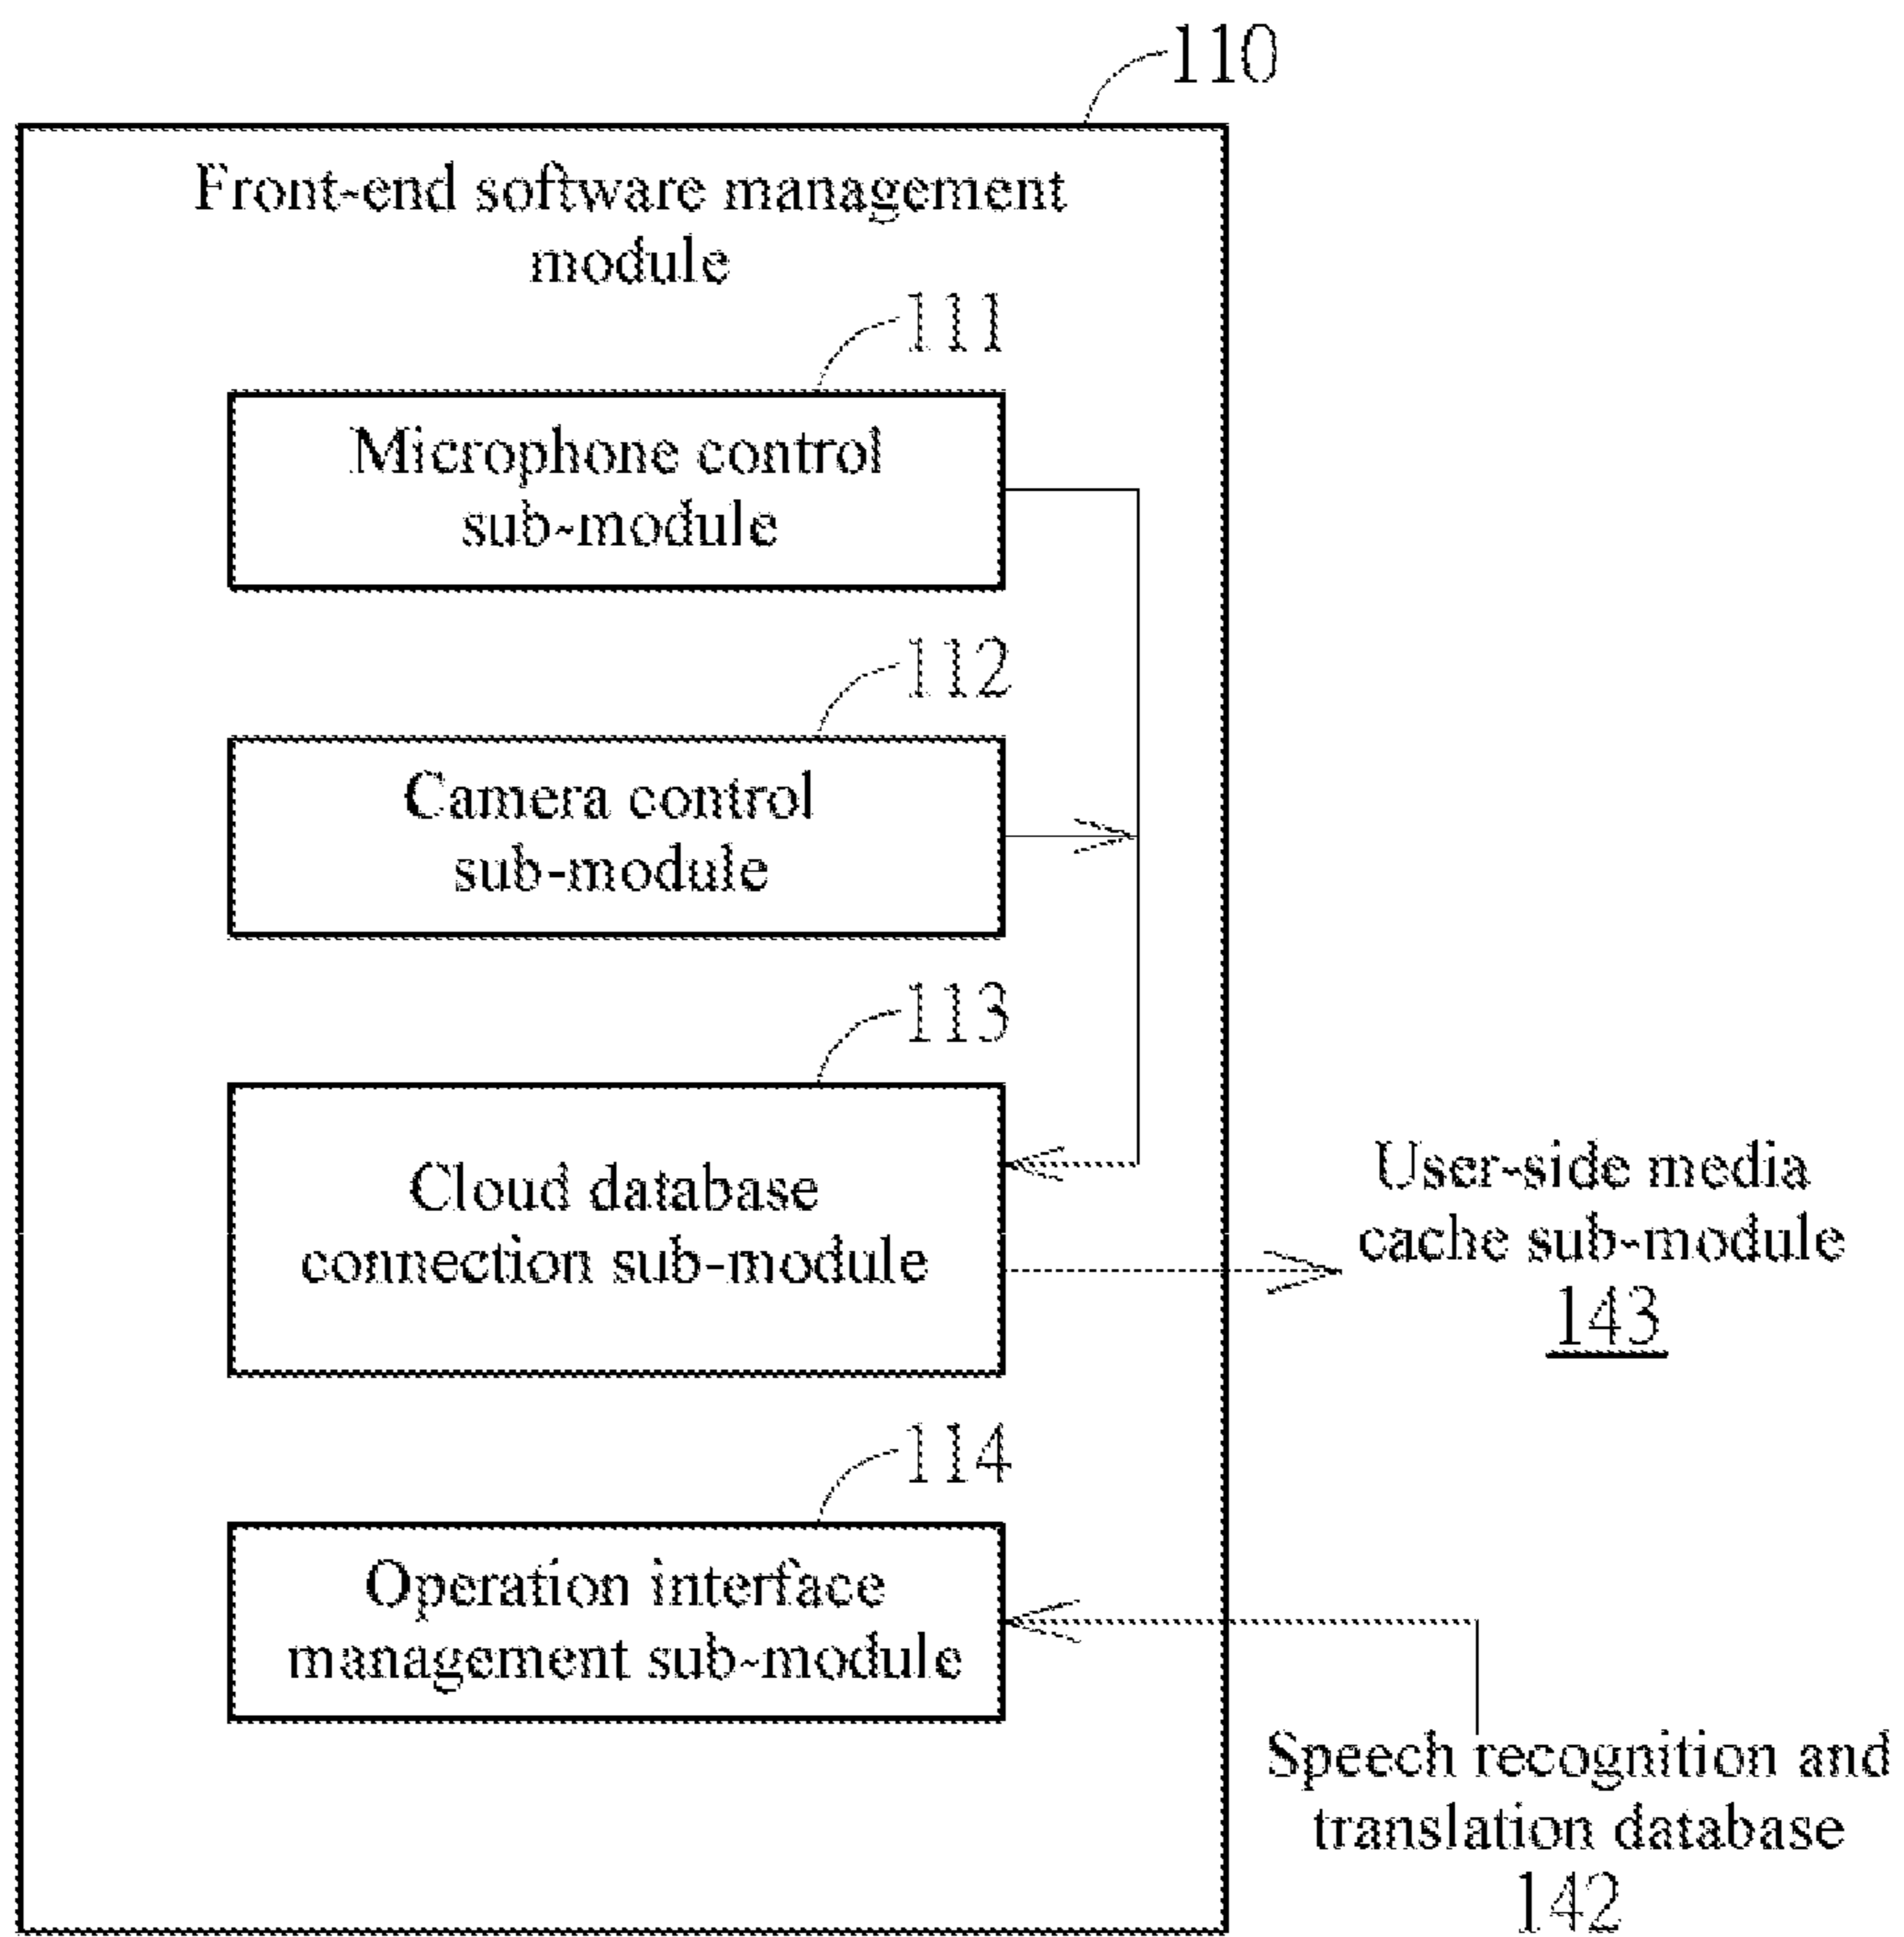 110
Front-end software management
module
111
Microphone control
sub-module
112
Camera control
sub-module
113
Cloud database
connection sub-module
User-side media
cache sub-module
143
114
Operation interface
management sub-module
Speech recognition and
translation database
142